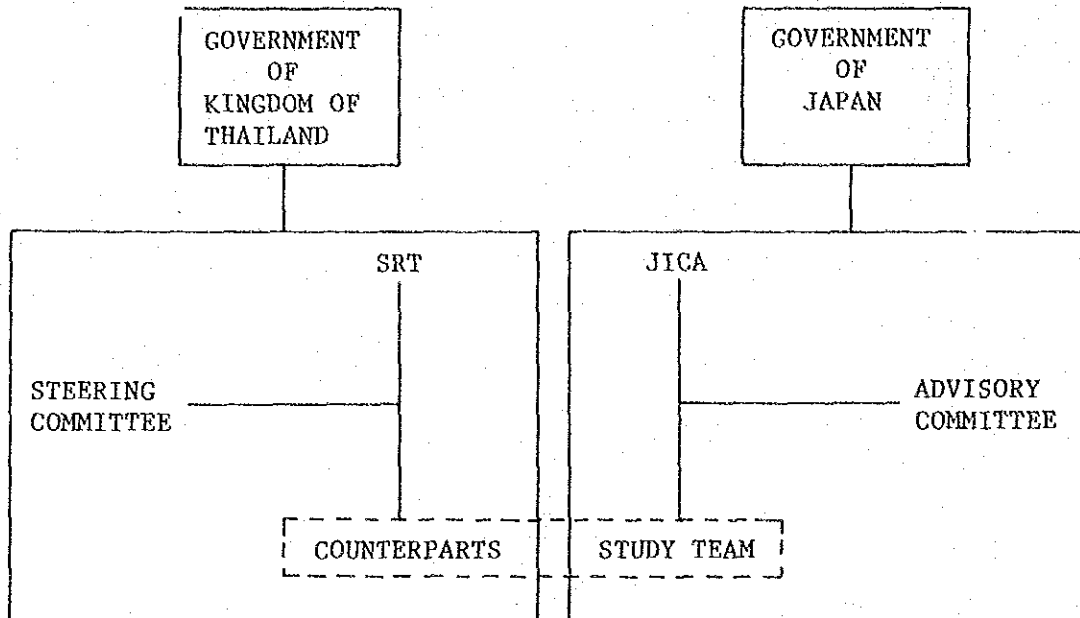 GOVERNMENT
OF
KINGDOM OF
THAILAND
GOVERNMENT
OF
JAPAN
SRT
JICA
STEERING
COMMITTEE
ADVISORY
COMMITTEE
COUNTERPARTS
STUDY TEAM